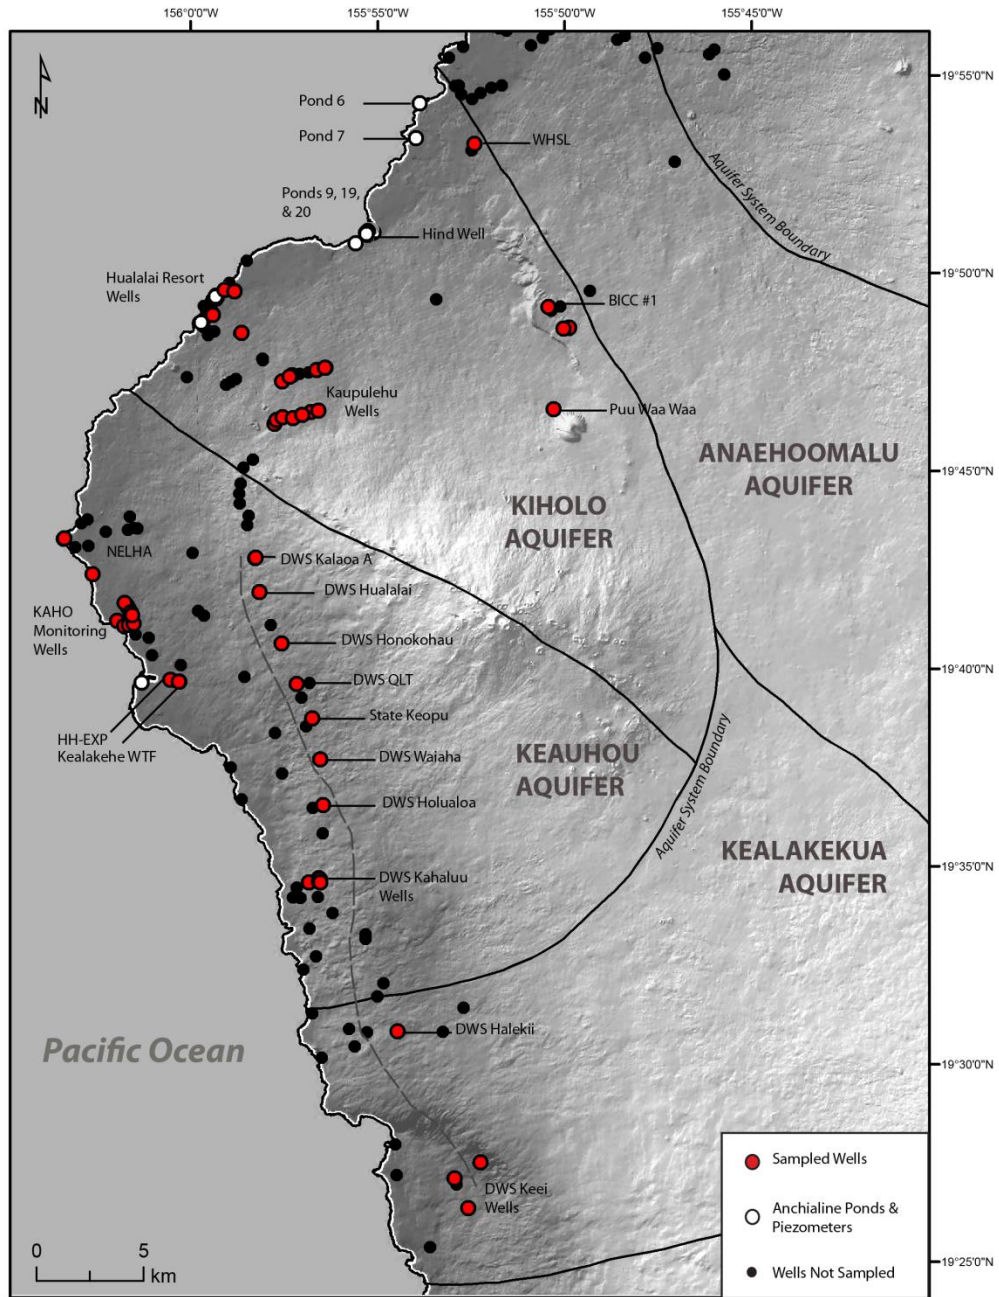 156°0'0"W
155°55'0"W
155°50'0"W
155°45'0"W
N
19°55'0"N
Pond 6
Pond 7
WHSL
Aquifer System Boundary
Ponds 9, 19,
& 20
Hind Well
Hualalai Resort
Wells
19°50'0"N
BICC #1
Kaupulehu
Wells
Puu Waa Waa
ANAEHOOMALU
AQUIFER
19°45'0"N
KIHOLO
AQUIFER
NELHA
DWS Kalaoa A
DWS Hualalai
KAHO
Monitoring
Wells
DWS Honokohau
19°40'0"N
DWS QLT
State Keopu
HH-EXP
Kealakehe WTF
DWS Waiaha
KEAUHOU
AQUIFER
Aquifer System Boundary
DWS Holualoa
KEALAKEKUA
AQUIFER
19°35'0"N
DWS Kahaluu
Wells
DWS Halekii
Pacific Ocean
19°30'0"N
DWS Keei
Wells
Sampled Wells
Anchialine Ponds &
Piezometers
Wells Not Sampled
0
5
km
19°25'0"N